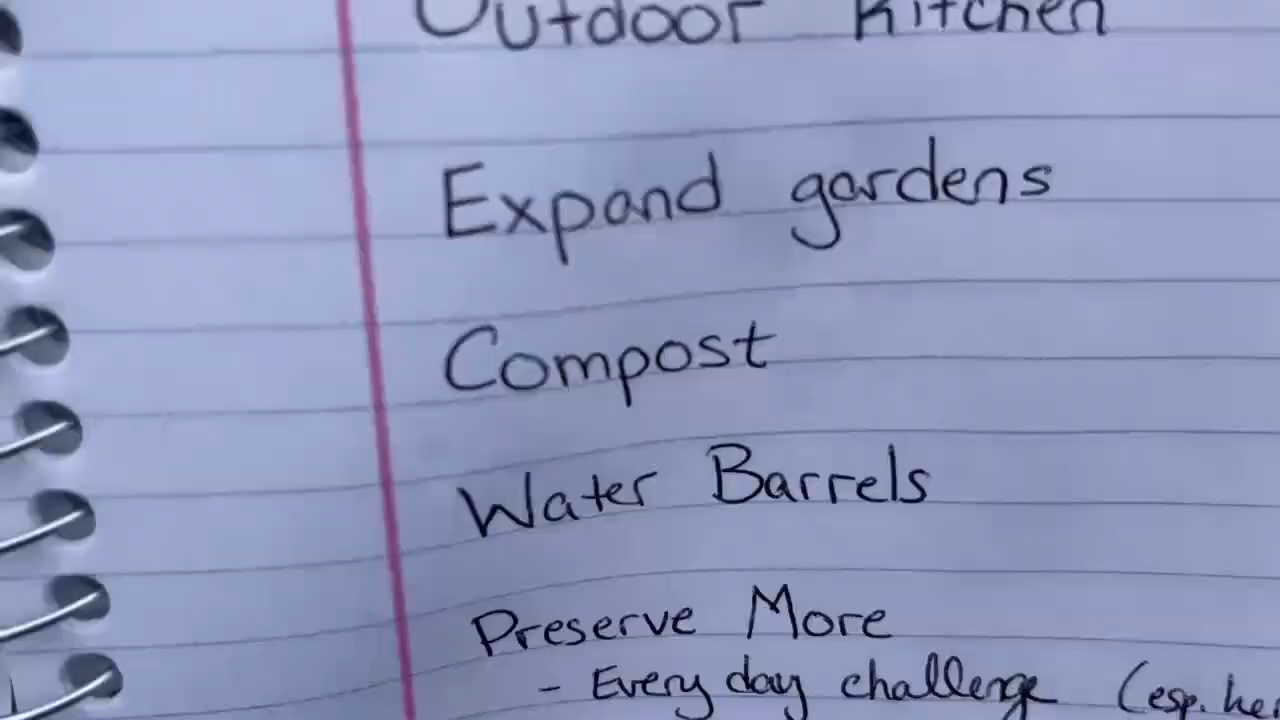 Outdoor Kitchen
Expand gardens
Compost
Water Barrels
Preserve More
- Every day challenge (esp.